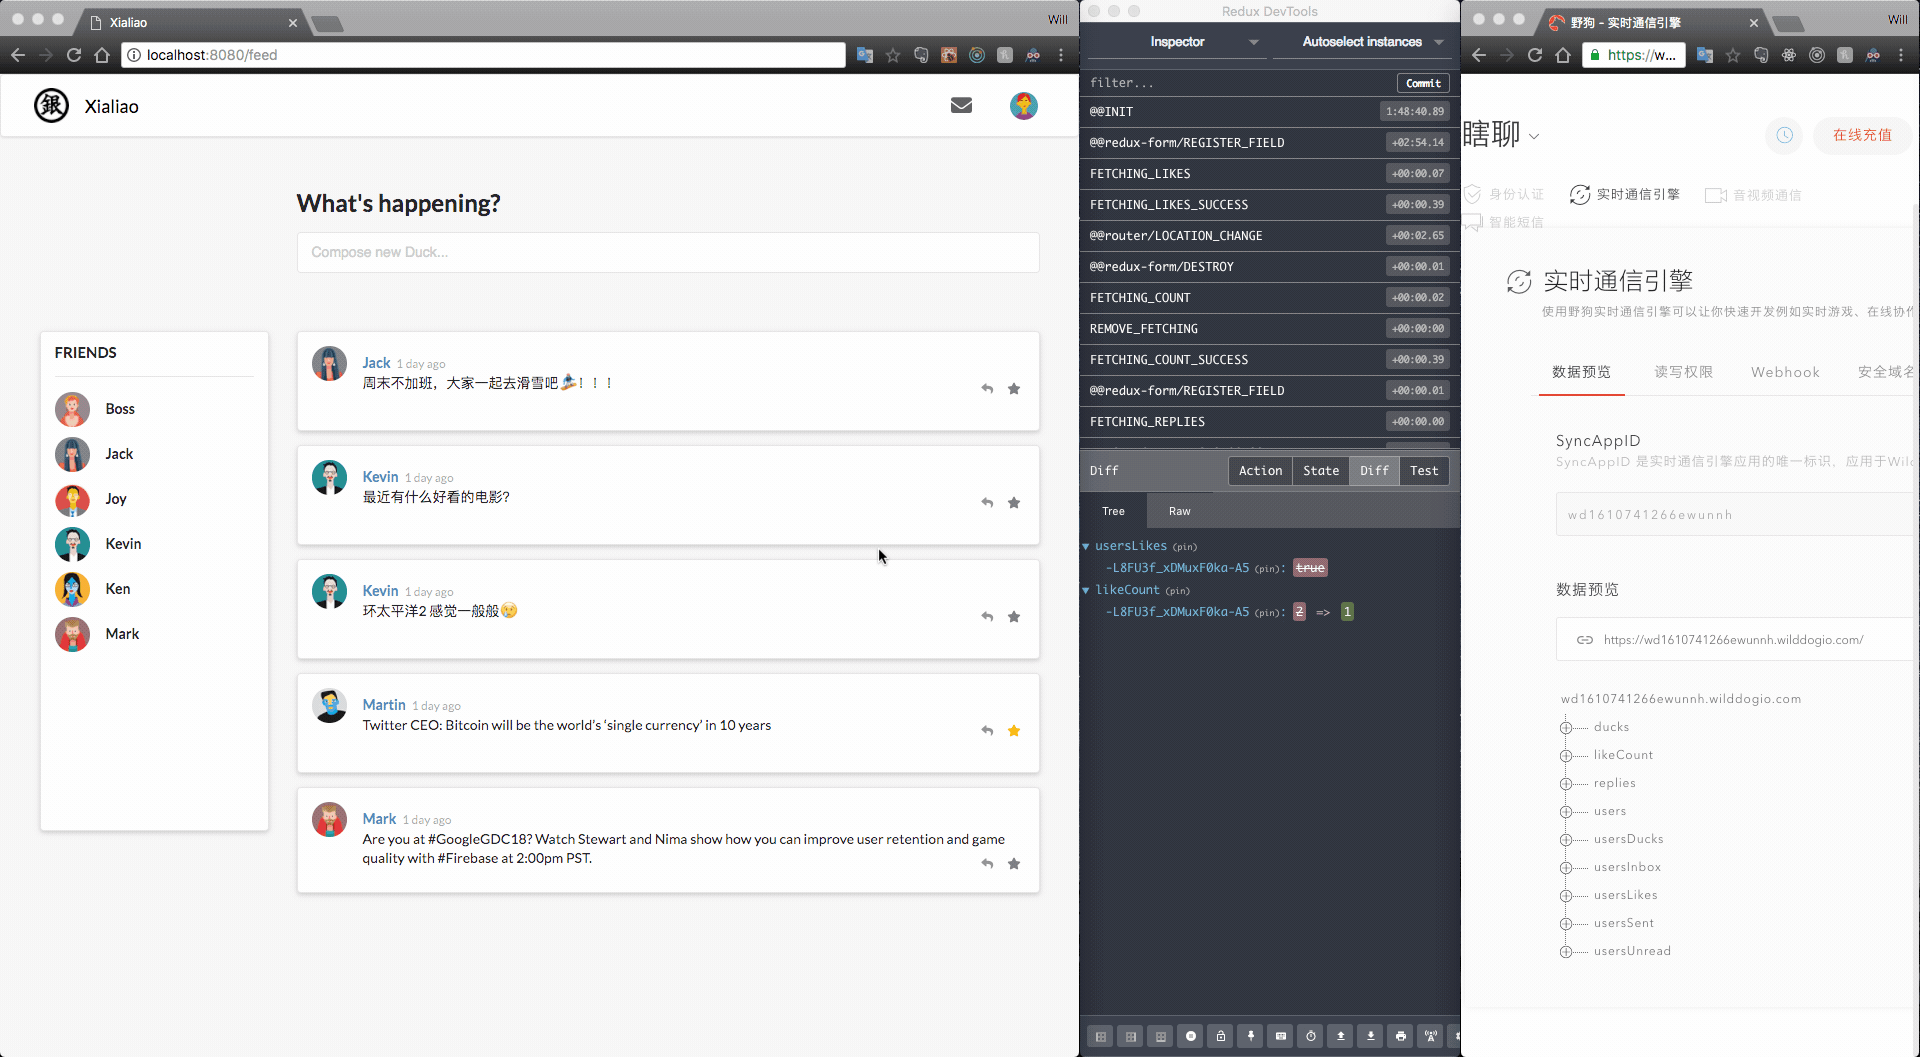 Xialiao
Will
localhost:8080/feed
銀
Xialiao
What's happening?
Compose new Duck...
FRIENDS
Boss
Jack
Joy
Kevin
Ken
Mark
Jack 1 day ago
周末不加班，大家一起去滑雪吧🏂！！！
Kevin 1 day ago
最近有什么好看的电影？
Kevin 1 day ago
环太平洋2 感觉一般般😢
Martin 1 day ago
Twitter CEO: Bitcoin will be the world's ‘single currency’ in 10 years
Mark 1 day ago
Are you at #GoogleGDC18? Watch Stewart and Nima show how you can improve user retention and game
quality with #Firebase at 2:00pm PST.
Redux DevTools
Inspector
Autoselect instances
filter...
Commit
@@INIT 1:48:40.89
@@redux-form/REGISTER_FIELD +02:54.14
FETCHING_LIKES +00:00.07
FETCHING_LIKES_SUCCESS +00:00.39
@@router/LOCATION_CHANGE +00:02.65
@@redux-form/DESTROY +00:00.01
FETCHING_COUNT +00:00.02
REMOVE_FETCHING +00:00:00
FETCHING_COUNT_SUCCESS +00:00.39
@@redux-form/REGISTER_FIELD +00:00.01
FETCHING_REPLIES +00:00.00
Diff
Action State Diff Test
Tree Raw
usersLikes (pin)
-L8FU3f_xDMuxF0ka-A5 (pin): true
likeCount (pin)
-L8FU3f_xDMuxF0ka-A5 (pin): 2 => 1
野狗 - 实时通信引擎
Will
https://w...
瞎聊
在线充值
身份认证
实时通信引擎
音视频通信
智能短信
实时通信引擎
使用野狗实时通信引擎可以让你快速开发例如实时游戏、在线协作
数据预览 读写权限 Webhook 安全域名
SyncAppID
SyncAppID 是实时通信引擎应用的唯一标识，应用于Wild
wd1610741266ewunnh
数据预览
https://wd1610741266ewunnh.wilddogio.com/
wd1610741266ewunnh.wilddogio.com
ducks
likeCount
replies
users
usersDucks
usersInbox
usersLikes
usersSent
usersUnread